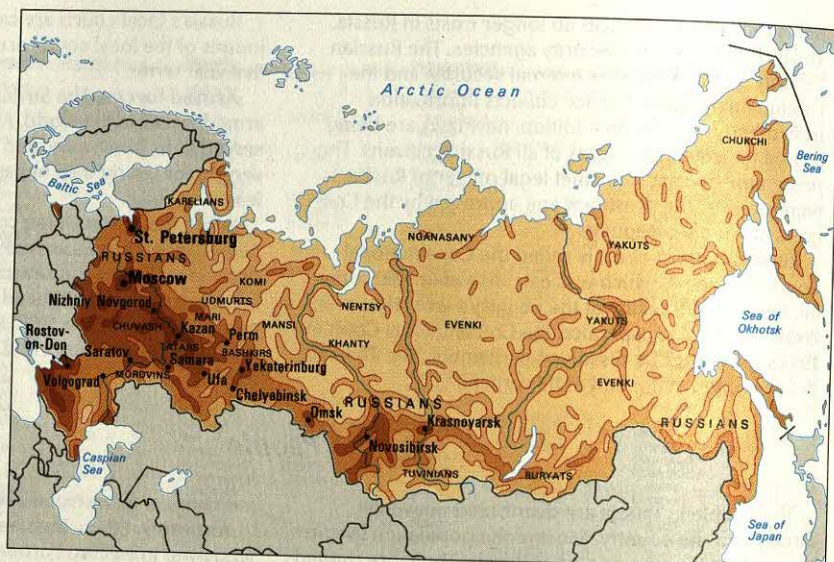 Arctic Ocean
CHUKCHI
Bering
Sea
Baltic Sea
KARELIANS
St. Petersburg
RUSSIANS
NGANASANY
YAKUTS
Moscow
KOMI
Nizhniy Novgorod
UDMURTS
NENTSY
Sea of
Okhotsk
MARI
MANSI
EVENKI
YAKUTS
Rostov-
on-Don
CHUVASH
Kazan
Perm
KHANTY
TATARS
BASHKIRS
Saratov
Samara
Yekaterinburg
EVENKI
Volgograd
MORDVINS
Ufa
Chelyabinsk
RUSSIANS
Omsk
Krasnoyarsk
RUSSIANS
Novosibirsk
Caspian
Sea
TUVINIANS
BURYATS
Sea of
Japan